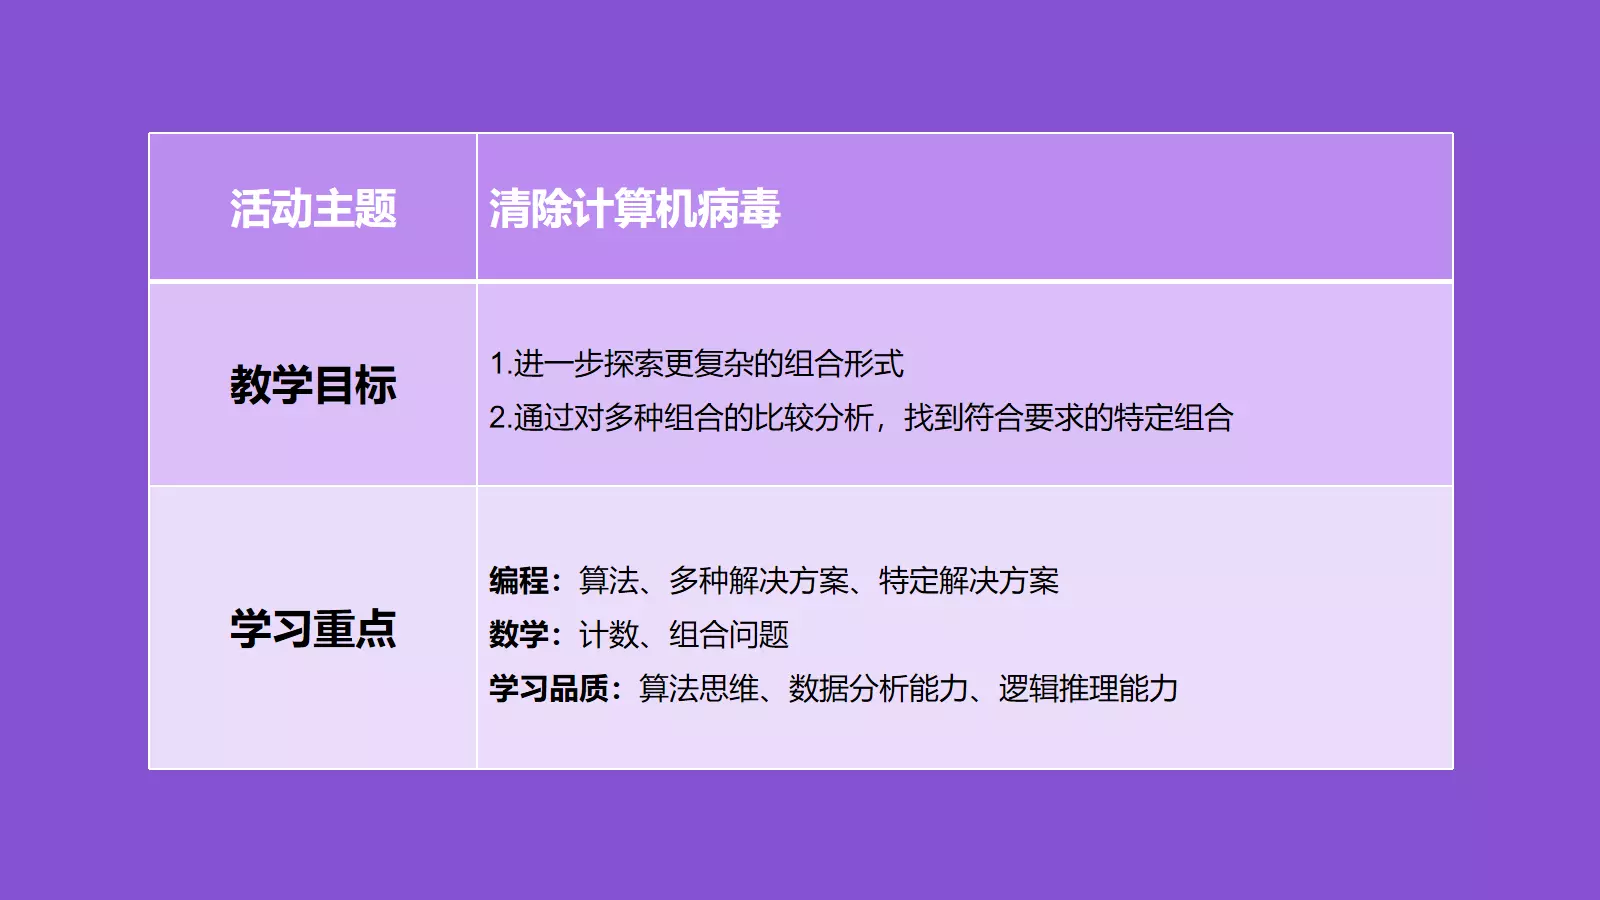 活动主题
清除计算机病毒
教学目标
1.进一步探索更复杂的组合形式
2.通过对多种组合的比较分析，找到符合要求的特定组合
学习重点
编程：算法、多种解决方案、特定解决方案
数学：计数、组合问题
学习品质：算法思维、数据分析能力、逻辑推理能力